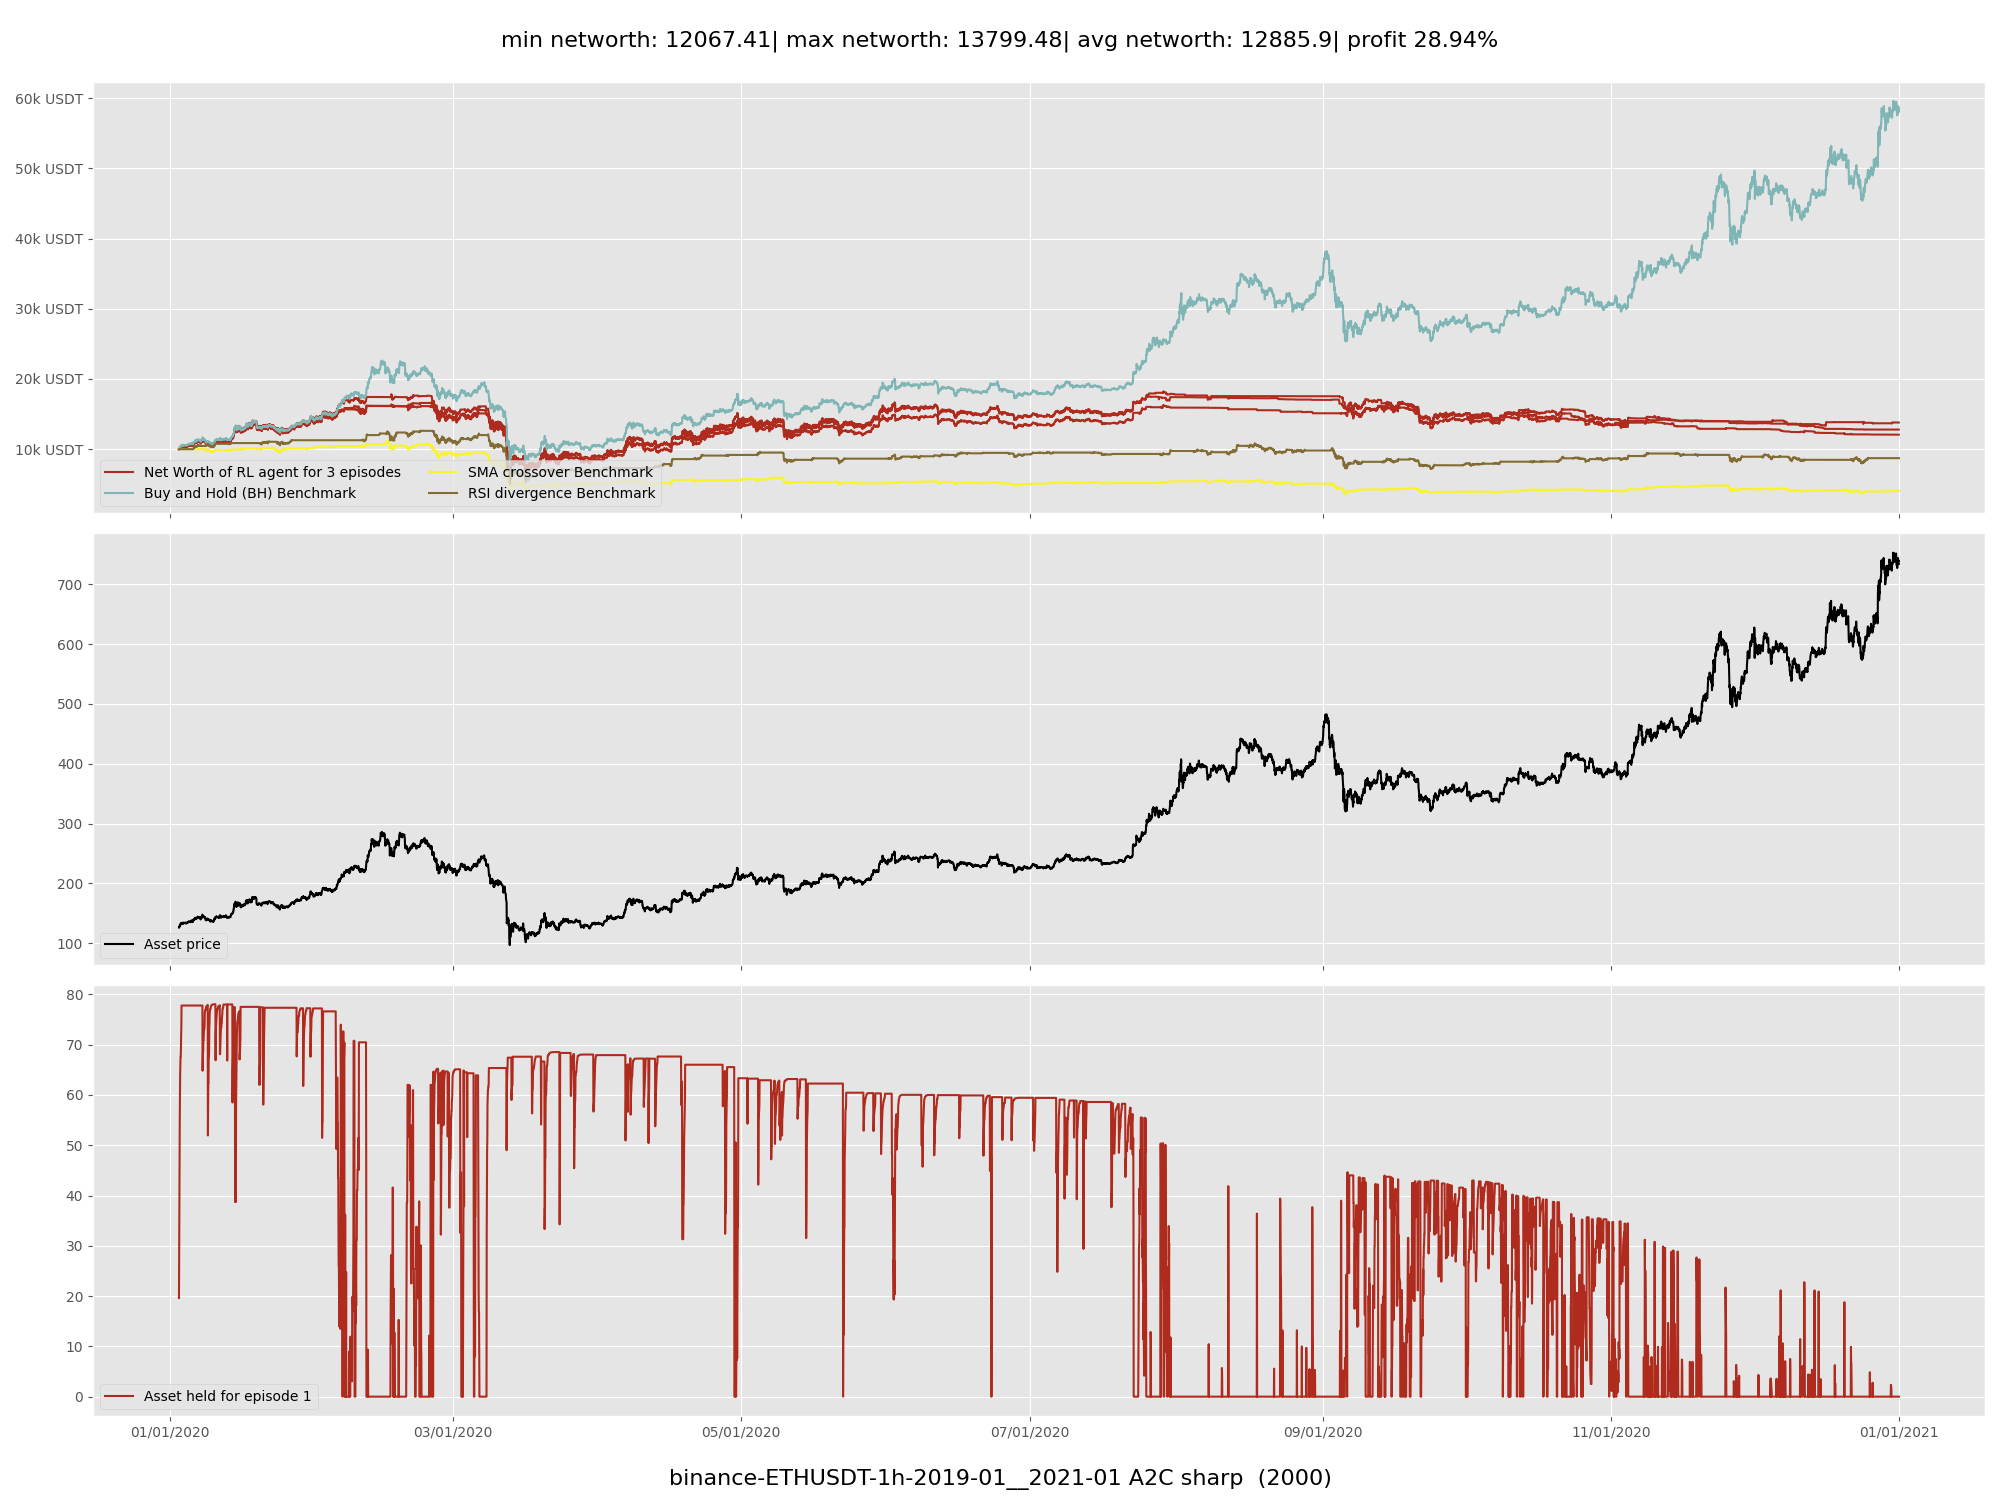 min networth: 12067.41| max networth: 13799.48| avg networth: 12885.9| profit 28.94%
60k USDT
50k USDT
40k USDT
30k USDT
20k USDT
10k USDT
Net Worth of RL agent for 3 episodes
Buy and Hold (BH) Benchmark
SMA crossover Benchmark
RSI divergence Benchmark
700
600
500
400
300
200
100
Asset price
80
70
60
50
40
30
20
10
0
Asset held for episode 1
01/01/2020 03/01/2020 05/01/2020 07/01/2020 09/01/2020 11/01/2020 01/01/2021
binance-ETHUSDT-1h-2019-01__2021-01 A2C sharp (2000)